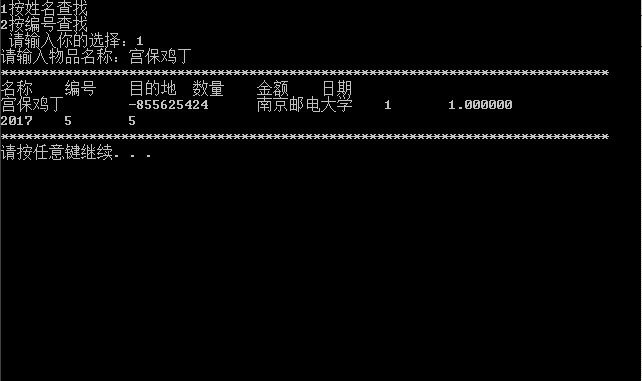 1按姓名查找
2按编号查找
请输入你的选择：1
请输入物品名称：宫保鸡丁
****************************************************************************
名称 编号 目的地 数量 金额 日期
宫保鸡丁 -855625424 南京邮电大学 1 1.000000
2017 5 5
****************************************************************************
请按任意键继续. . .